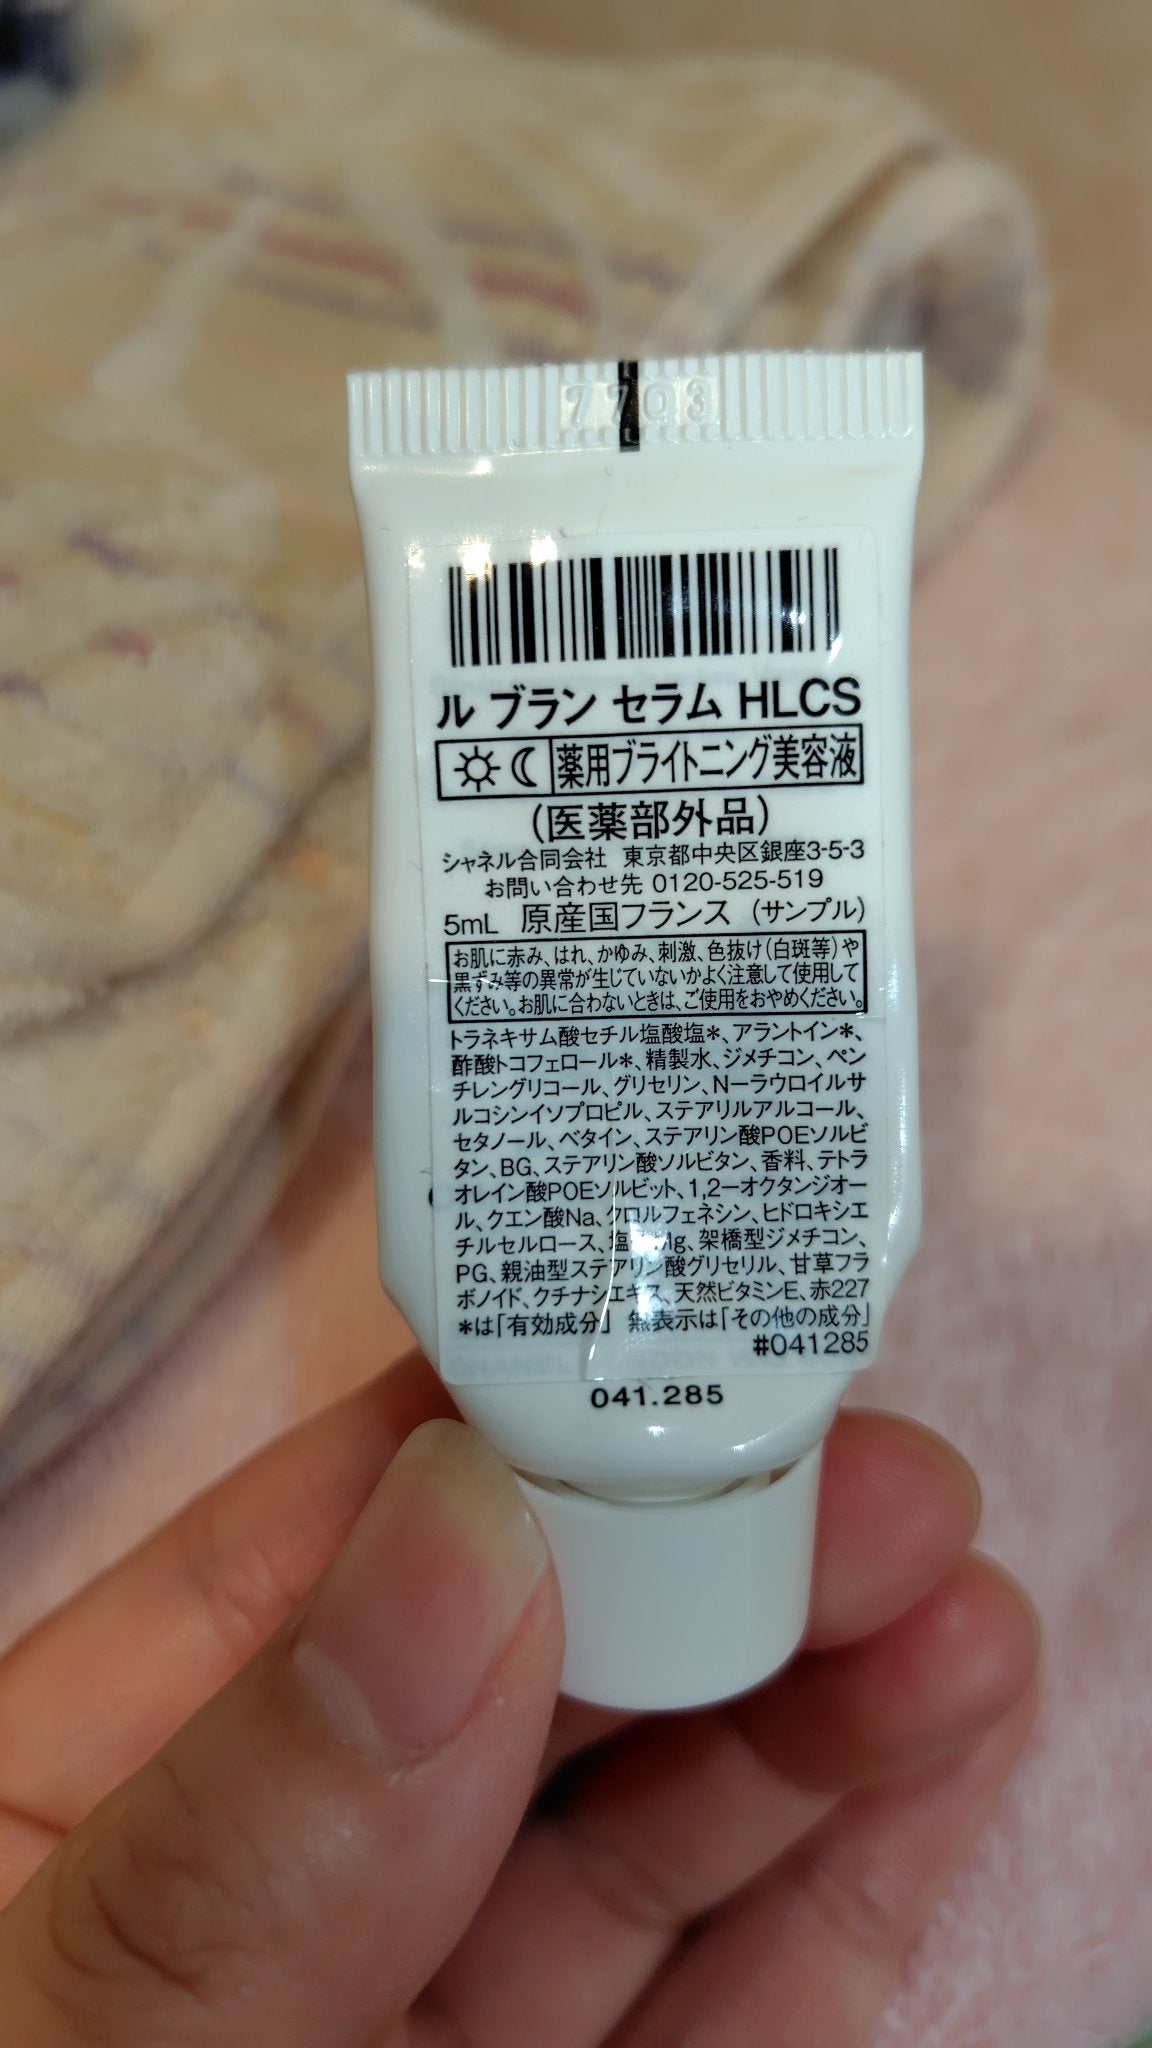 7703
ル ブラン セラム HLCS
薬用ブライトニング美容液
(医薬部外品)
シャネル合同会社 東京都中央区銀座3-5-3
お問い合わせ先 0120-525-519
5mL 原産国フランス (サンプル)
お肌に赤み、はれ、かゆみ、刺激、色抜け(白斑等)や
黒ずみ等の異常が生じていないかよく注意して使用して
ください。お肌に合わないときは、ご使用をおやめください。
トラネキサム酸セチル塩酸塩*、アラントイン*、
酢酸トコフェロール*、精製水、ジメチコン、ペン
チレングリコール、グリセリン、N-ラウロイルサ
ルコシンイソプロピル、ステアリルアルコール、
セタノール、ベタイン、ステアリン酸POEソルビ
タン、BG、ステアリン酸ソルビタン、香料、テトラ
オレイン酸POEソルビット、1,2-オクタンジオー
ル、クエン酸Na、クロルフェネシン、ヒドロキシエ
チルセルロース、架橋型ジメチコン、
PG、親油型ステアリン酸グリセリル、甘草フラ
ボノイド、クチナシエキス、天然ビタミンE、赤227
*は「有効成分」 無表示は「その他の成分」
#041285
041.285